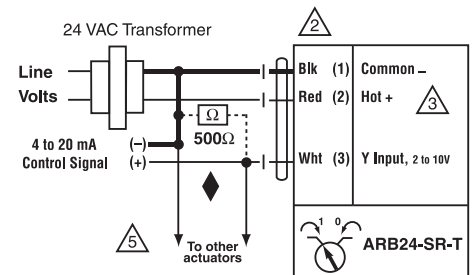 24 VAC Transformer
2
Line
Volts
Blk (1) Common –
Red (2) Hot +
3
Ω
500Ω
4 to 20 mA (–)
Control Signal (+)
Wht (3) Y Input, 2 to 10V
5
To other
actuators
1 0
ARB24-SR-T